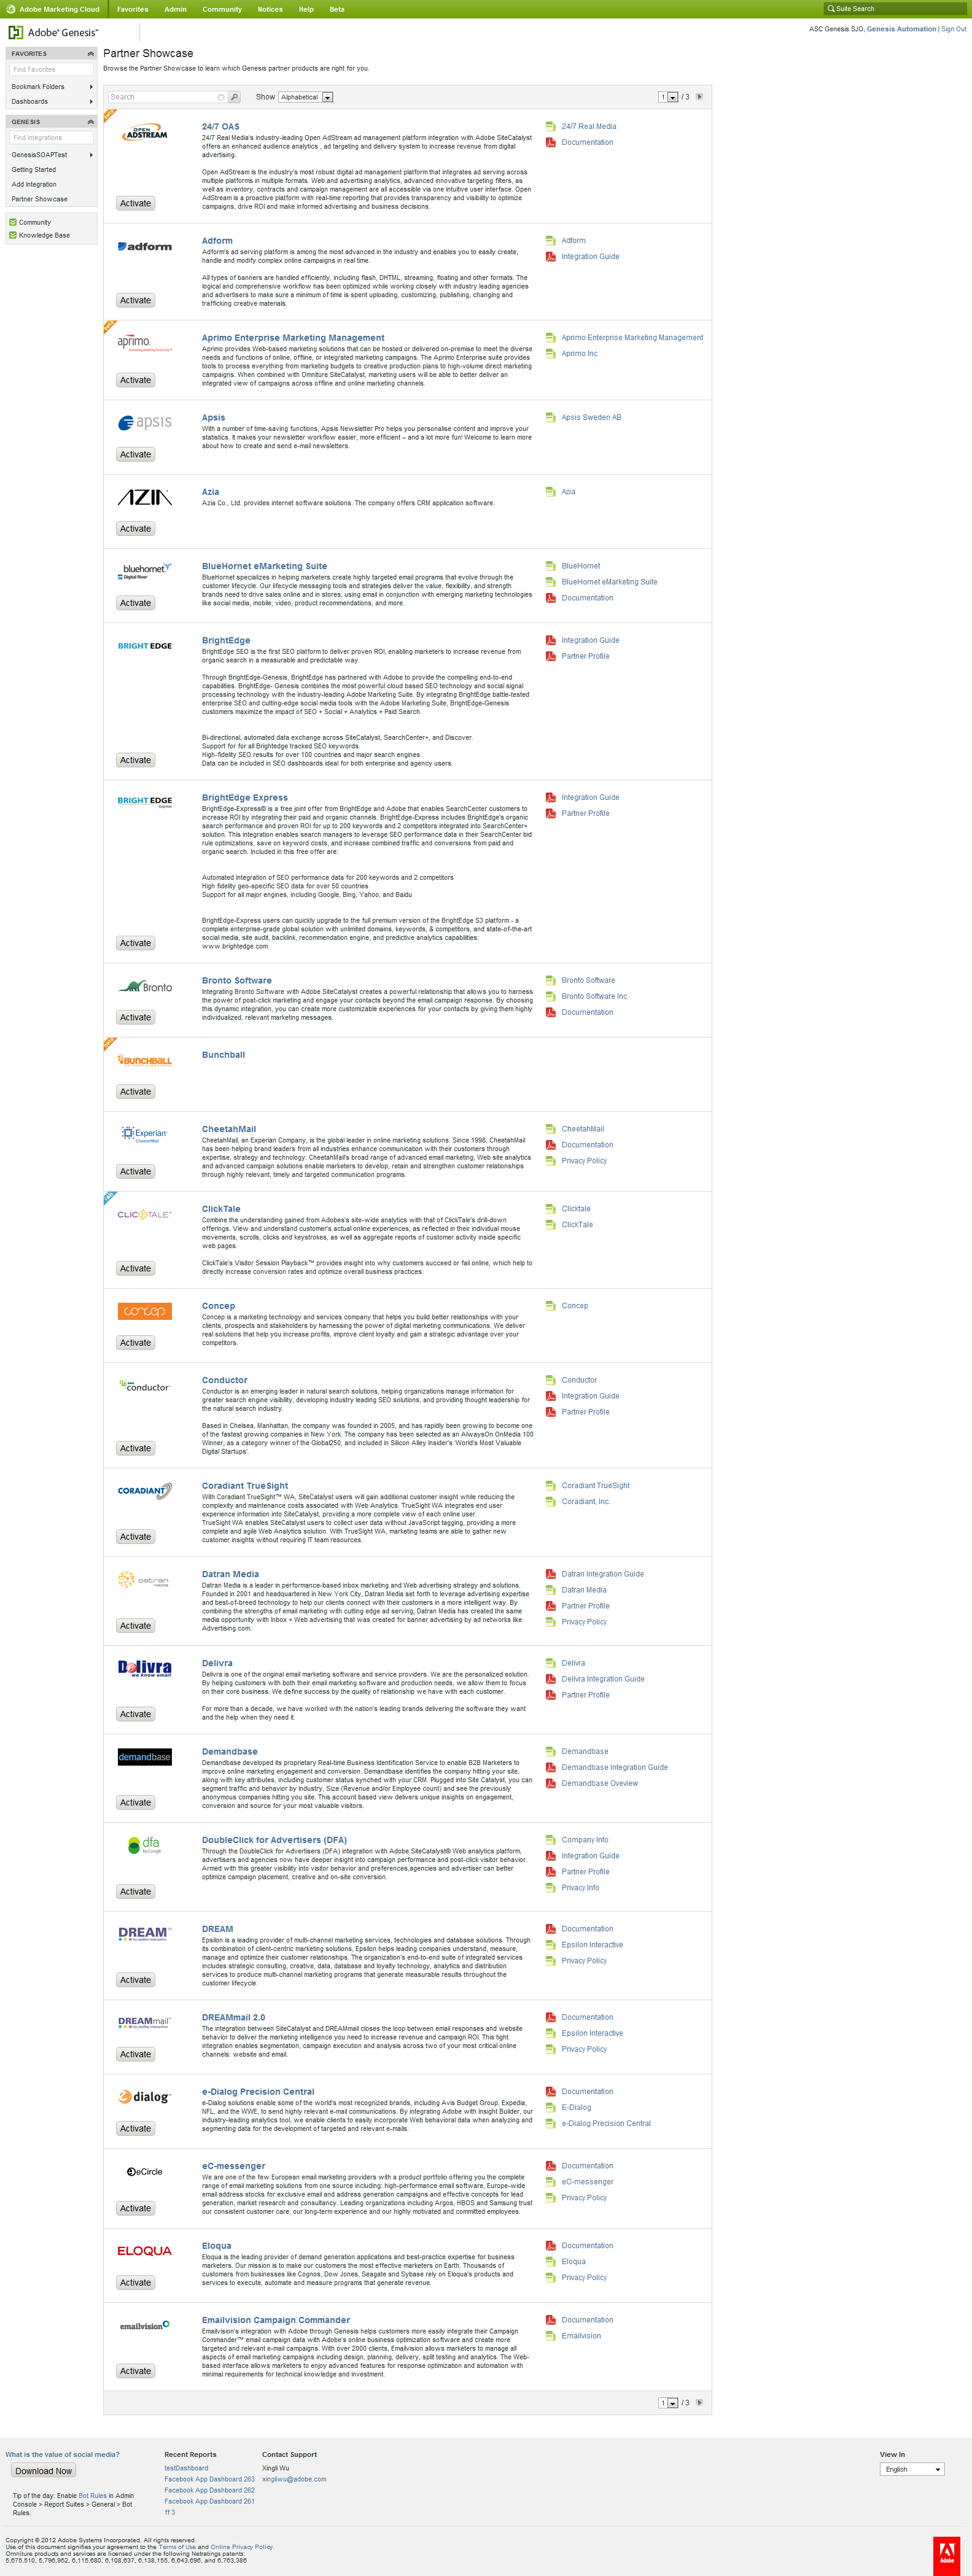 Adobe Marketing Cloud Favorites Admin Community Notices Help Beta Suite Search
Adobe® Genesis™
ASC Genesis SJO, Genesis Automation | Sign Out
FAVORITES
Find Favorites
Bookmark Folders
Dashboards
GENESIS
Find Integrations
GenesisSOAPTest
Getting Started
Add Integration
Partner Showcase
Community
Knowledge Base
Partner Showcase
Browse the Partner Showcase to learn which Genesis partner products are right for you.
Search Show Alphabetical 1 / 3
OPEN ADSTREAM
Activate
24/7 OAS
24/7 Real Media's industry-leading Open AdStream ad management platform integration with Adobe SiteCatalyst
offers an enhanced audience analytics , ad targeting and delivery system to increase revenue from digital
advertising.
Open AdStream is the industry's most robust digital ad management platform that integrates ad serving across
multiple platforms in multiple formats. Web and advertising analytics, advanced innovative targeting filters, as
well as inventory, contracts and campaign management are all accessible via one intuitive user interface. Open
AdStream is a proactive platform with real-time reporting that provides transparency and visibility to optimize
campaigns, drive ROI and make informed advertising and business decisions.
24/7 Real Media
Documentation
adform
Activate
Adform
Adform's ad serving platform is among the most advanced in the industry and enables you to easily create,
handle and modify complex online campaigns in real time.
All types of banners are handled efficiently, including flash, DHTML, streaming, floating and other formats. The
logical and comprehensive workflow has been optimized while working closely with industry leading agencies
and advertisers to make sure a minimum of time is spent uploading, customizing, publishing, changing and
trafficking creative materials.
Adform
Integration Guide
aprimo
Activate
Aprimo Enterprise Marketing Management
Aprimo provides Web-based marketing solutions that can be hosted or delivered on-premise to meet the diverse
needs and functions of online, offline, or integrated marketing campaigns. The Aprimo Enterprise suite provides
tools to process everything from marketing budgets to creative production plans to high-volume direct marketing
campaigns. When combined with Omniture SiteCatalyst, marketing users will be able to better deliver an
integrated view of campaigns across offline and online marketing channels.
Aprimo Enterprise Marketing Management
Aprimo Inc
apsis
Activate
Apsis
With a number of time-saving functions, Apsis Newsletter Pro helps you personalise content and improve your
statistics. It makes your newsletter workflow easier, more efficient – and a lot more fun! Welcome to learn more
about how to create and send e-mail newsletters.
Apsis Sweden AB
AZIA
Activate
Azia
Azia Co., Ltd. provides internet software solutions. The company offers CRM application software.
Azia
bluehornet
Digital River
Activate
BlueHornet eMarketing Suite
BlueHornet specializes in helping marketers create highly targeted email programs that evolve through the
customer lifecycle. Our lifecycle messaging tools and strategies deliver the value, flexibility, and strength
brands need to drive sales online and in stores, using email in conjunction with emerging marketing technologies
like social media, mobile, video, product recommendations, and more.
BlueHornet
BlueHornet eMarketing Suite
Documentation
BRIGHT EDGE
Activate
BrightEdge
BrightEdge SEO is the first SEO platform to deliver proven ROI, enabling marketers to increase revenue from
organic search in a measurable and predictable way.
Through BrightEdge-Genesis, BrightEdge has partnered with Adobe to provide the compelling end-to-end
capabilities. BrightEdge- Genesis combines the most powerful cloud based SEO technology and social signal
processing technology with the industry-leading Adobe Marketing Suite. By integrating BrightEdge battle-tested
enterprise SEO and cutting-edge social media tools with the Adobe Marketing Suite, BrightEdge-Genesis
customers maximize the impact of SEO + Social + Analytics + Paid Search.
Bi-directional, automated data exchange across SiteCatalyst, SearchCenter+, and Discover.
Support for for all Brightedge tracked SEO keywords.
High-fidelity SEO results for over 100 countries and major search engines.
Data can be included in SEO dashboards ideal for both enterprise and agency users.
Integration Guide
Partner Profile
BRIGHT EDGE
Express
Activate
BrightEdge Express
BrightEdge-Express© is a free joint offer from BrightEdge and Adobe that enables SearchCenter customers to
increase ROI by integrating their paid and organic channels. BrightEdge-Express includes BrightEdge's organic
search performance and proven ROI for up to 200 keywords and 2 competitors integrated into SearchCenter+
solution. This integration enables search managers to leverage SEO performance data in their SearchCenter bid
rule optimizations, save on keyword costs, and increase combined traffic and conversions from paid and
organic search. Included in this free offer are:
Automated integration of SEO performance data for 200 keywords and 2 competitors
High fidelity geo-specific SEO data for over 50 countries
Support for all major engines, including Google, Bing, Yahoo, and Baidu
BrightEdge-Express users can quickly upgrade to the full premium version of the BrightEdge S3 platform - a
complete enterprise-grade global solution with unlimited domains, keywords, & competitors, and state-of-the-art
social media, site audit, backlink, recommendation engine, and predictive analytics capabilities:
www.brightedge.com
Integration Guide
Partner Profile
Bronto
Activate
Bronto Software
Integrating Bronto Software with Adobe SiteCatalyst creates a powerful relationship that allows you to harness
the power of post-click marketing and engage your contacts beyond the email campaign response. By choosing
this dynamic integration, you can create more customizable experiences for your contacts by giving them highly
individualized, relevant marketing messages.
Bronto Software
Bronto Software Inc
Documentation
BUNCHBALL
Activate
Bunchball
Experian
CheetahMail
Activate
CheetahMail
CheetahMail, an Experian Company, is the global leader in online marketing solutions. Since 1998, CheetahMail
has been helping brand leaders from all industries enhance communication with their customers through
expertise, strategy and technology. CheetahMail's broad range of advanced email marketing, Web site analytics
and advanced campaign solutions enable marketers to develop, retain and strengthen customer relationships
through highly relevant, timely and targeted communication programs.
CheetahMail
Documentation
Privacy Policy
CLICKTALE™
Activate
ClickTale
Combine the understanding gained from Adobes's site-wide analytics with that of ClickTale's drill-down
offerings. View and understand customer's actual online experiences, as reflected in their individual mouse
movements, scrolls, clicks and keystrokes, as well as aggregate reports of customer activity inside specific
web pages.
ClickTale's Visitor Session Playback™ provides insight into why customers succeed or fail online, which help to
directly increase conversion rates and optimize overall business practices.
Clicktale
ClickTale
concep
Activate
Concep
Concep is a marketing technology and services company that helps you build better relationships with your
clients, prospects and stakeholders by harnessing the power of digital marketing communications. We deliver
real solutions that help you increase profits, improve client loyalty and gain a strategic advantage over your
competitors.
Concep
conductor
Activate
Conductor
Conductor is an emerging leader in natural search solutions, helping organizations manage information for
greater search engine visibility, developing industry leading SEO solutions, and providing thought leadership for
the natural search industry.
Based in Chelsea, Manhattan, the company was founded in 2005, and has rapidly been growing to become one
of the fastest growing companies in New York. The company has been selected as an AlwaysOn OnMedia 100
Winner, as a category winner of the Global250, and included in Silicon Alley Insider's 'World's Most Valuable
Digital Startups'.
Conductor
Integration Guide
Partner Profile
CORADIANT
Activate
Coradiant TrueSight
With Coradiant TrueSight™ WA, SiteCatalyst users will gain additional customer insight while reducing the
complexity and maintenance costs associated with Web Analytics. TrueSight WA integrates end user
experience information into SiteCatalyst, providing a more complete view of each online user.
TrueSight WA enables SiteCatalyst users to collect user data without JavaScript tagging, providing a more
complete and agile Web Analytics solution. With TrueSight WA, marketing teams are able to gather new
customer insights without requiring IT team resources.
Coradiant TrueSight
Coradiant, Inc.
datran media
Activate
Datran Media
Datran Media is a leader in performance-based inbox marketing and Web advertising strategy and solutions.
Founded in 2001 and headquartered in New York City, Datran Media set forth to leverage advertising expertise
and best-of-breed technology to help our clients connect with their customers in a more intelligent way. By
combining the strengths of email marketing with cutting edge ad serving, Datran Media has created the same
media opportunity with Inbox + Web advertising that was created for banner advertising by ad networks like
Advertising.com.
Datran Integration Guide
Datran Media
Partner Profile
Privacy Policy
Delivra
we know email
Activate
Delivra
Delivra is one of the original email marketing software and service providers. We are the personalized solution.
By helping customers with both their email marketing software and production needs, we allow them to focus
on their core business. We define success by the quality of relationship we have with each customer.
For more than a decade, we have worked with the nation's leading brands delivering the software they want
and the help when they need it.
Delivra
Delivra Integration Guide
Partner Profile
demandbase
Activate
Demandbase
Demandbase developed its proprietary Real-time Business Identification Service to enable B2B Marketers to
improve online marketing engagement and conversion. Demandbase identifies the company hitting your site,
along with key attributes, including customer status synched with your CRM. Plugged into Site Catalyst, you can
segment traffic and behavior by Industry, Size (Revenue and/or Employee count) and see the previously
anonymous companies hitting you site. This account based view delivers unique insights on engagement,
conversion and source for your most valuable visitors.
Demandbase
Demandbase Integration Guide
Demandbase Oveview
dfa
by Google
Activate
DoubleClick for Advertisers (DFA)
Through the DoubleClick for Advertisers (DFA) integration with Adobe SiteCatalyst® Web analytics platform,
advertisers and agencies now have deeper insight into campaign performance and post-click visitor behavior.
Armed with this greater visibility into visitor behavior and preferences,agencies and advertiser can better
optimize campaign placement, creative and on-site conversion.
Company Info
Integration Guide
Partner Profile
Privacy Info
DREAM
Activate
DREAM
Epsilon is a leading provider of multi-channel marketing services, technologies and database solutions. Through
its combination of client-centric marketing solutions, Epsilon helps leading companies understand, measure,
manage and optimize their customer relationships. The organization's end-to-end suite of integrated services
includes strategic consulting, creative, data, database and loyalty technology, analytics and distribution
services to produce multi-channel marketing programs that generate measurable results throughout the
customer lifecycle.
Documentation
Epsilon Interactive
Privacy Policy
DREAMmail
Activate
DREAMmail 2.0
The integration between SiteCatalyst and DREAMmail closes the loop between email responses and website
behavior to deliver the marketing intelligence you need to increase revenue and campaign ROI. This tight
integration enables segmentation, campaign execution and analysis across two of your most critical online
channels: website and email.
Documentation
Epsilon Interactive
Privacy Policy
e dialog
Activate
e-Dialog Precision Central
e-Dialog solutions enable some of the world's most recognized brands, including Avis Budget Group, Expedia,
NFL, and the WWE, to send highly relevant e-mail communications. By integrating Adobe with Insight Builder, our
industry-leading analytics tool, we enable clients to easily incorporate Web behavioral data when analyzing and
segmenting data for the development of targeted and relevant e-mails.
Documentation
E-Dialog
e-Dialog Precision Central
eCircle
Activate
eC-messenger
We are one of the few European email marketing providers with a product portfolio offering you the complete
range of email marketing solutions from one source including: high-performance email software, Europe-wide
email address stocks for exclusive email and address generation campaigns and effective concepts for lead
generation, market research and consultancy. Leading organizations including Argos, HBOS and Samsung trust
our consistent customer care, our long-term experience and our highly motivated and committed employees.
Documentation
eC-messenger
Privacy Policy
ELOQUA
Activate
Eloqua
Eloqua is the leading provider of demand generation applications and best-practice expertise for business
marketers. Our mission is to make our customers the most effective marketers on Earth. Thousands of
customers from businesses like Cognos, Dow Jones, Seagate and Sybase rely on Eloqua's products and
services to execute, automate and measure programs that generate revenue.
Documentation
Eloqua
Privacy Policy
emailvision
Activate
Emailvision Campaign Commander
Emailvision's integration with Adobe through Genesis helps customers more easily integrate their Campaign
Commander™ email campaign data with Adobe's online business optimization software and create more
targeted and relevant e-mail campaigns. With over 2000 clients, Emailvision allows marketers to manage all
aspects of email marketing campaigns including design, planning, delivery, split testing and analytics. The Web-
based interface allows marketers to enjoy advanced features for response optimization and automation with
minimal requirements for technical knowledge and investment.
Documentation
Emailvision
1 / 3
What is the value of social media?
Download Now
Tip of the day: Enable Bot Rules in Admin
Console > Report Suites > General > Bot
Rules.
Recent Reports
testDashboard
Facebook App Dashboard 263
Facebook App Dashboard 262
Facebook App Dashboard 261
ff 3
Contact Support
Xingli Wu
xingliwu@adobe.com
View In
English
Copyright © 2012 Adobe Systems Incorporated. All rights reserved.
Use of this document signifies your agreement to the Terms of Use and Online Privacy Policy.
Omniture products and services are licensed under the following Netratings patents:
5,675,510, 5,796,952, 6,115,680, 6,108,637, 6,138,155, 6,643,696, and 6,763,386
Adobe